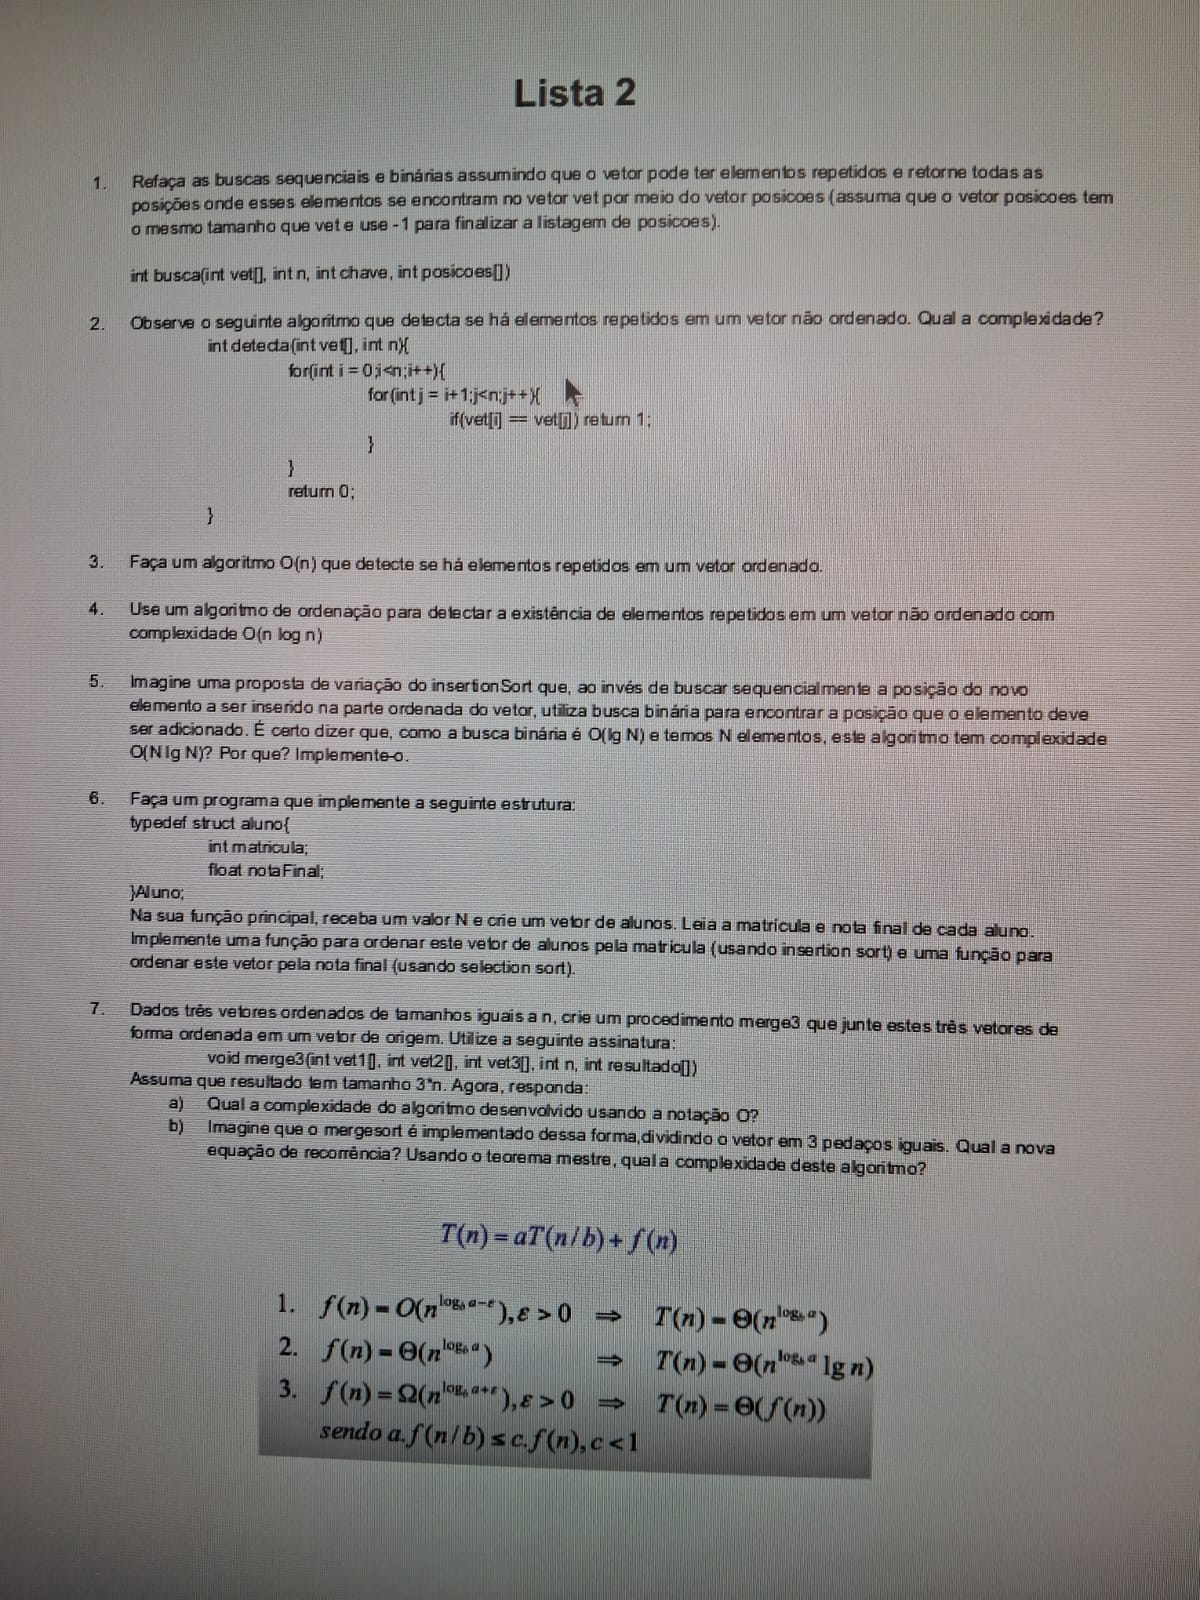 Lista 2
1. Refaça as buscas sequenciais e binárias assumindo que o vetor pode ter elementos repetidos e retorne todas as
posições onde esses elementos se encontram no vetor vet por meio do vetor posicoes (assuma que o vetor posicoes tem
o mesmo tamanho que vet e use -1 para finalizar a listagem de posicoes).
int busca(int vet[], int n, int chave, int posicoes[])
2. Observe o seguinte algoritmo que detecta se há elementos repetidos em um vetor não ordenado. Qual a complexidade?
int detecta(int vet[], int n){
for(int i = 0;i<n;i++){
for(int j = i+1;j<n;j++){
if(vet[i] == vet[j]) return 1;
}
}
return 0;
}
3. Faça um algoritmo O(n) que detecte se há elementos repetidos em um vetor ordenado.
4. Use um algoritmo de ordenação para detectar a existência de elementos repetidos em um vetor não ordenado com
complexidade O(n log n)
5. Imagine uma proposta de variação do insertionSort que, ao invés de buscar sequencialmente a posição do novo
elemento a ser inserido na parte ordenada do vetor, utiliza busca binária para encontrar a posição que o elemento deve
ser adicionado. É certo dizer que, como a busca binária é O(lg N) e temos N elementos, este algoritmo tem complexidade
O(N lg N)? Por que? Implemente-o.
6. Faça um programa que implemente a seguinte estrutura:
typedef struct aluno{
int matricula;
float notaFinal;
}Aluno;
Na sua função principal, receba um valor N e crie um vetor de alunos. Leia a matrícula e nota final de cada aluno.
Implemente uma função para ordenar este vetor de alunos pela matrícula (usando insertion sort) e uma função para
ordenar este vetor pela nota final (usando selection sort).
7. Dados três vetores ordenados de tamanhos iguais a n, crie um procedimento merge3 que junte estes três vetores de
forma ordenada em um vetor de origem. Utilize a seguinte assinatura:
void merge3(int vet1[], int vet2[], int vet3[], int n, int resultado[])
Assuma que resultado tem tamanho 3*n. Agora, responda:
a) Qual a complexidade do algoritmo desenvolvido usando a notação O?
b) Imagine que o mergesort é implementado dessa forma,dividindo o vetor em 3 pedaços iguais. Qual a nova
equação de recorrência? Usando o teorema mestre, qual a complexidade deste algoritmo?
T(n) = aT(n/b) + f(n)
1. f(n) = O(n^{log_b a-ε}), ε > 0 ⇒ T(n) = Θ(n^{log_b a})
2. f(n) = Θ(n^{log_b a}) ⇒ T(n) = Θ(n^{log_b a} lg n)
3. f(n) = Ω(n^{log_b a+ε}), ε > 0 ⇒ T(n) = Θ(f(n))
sendo a.f(n/b) ≤ c.f(n), c < 1